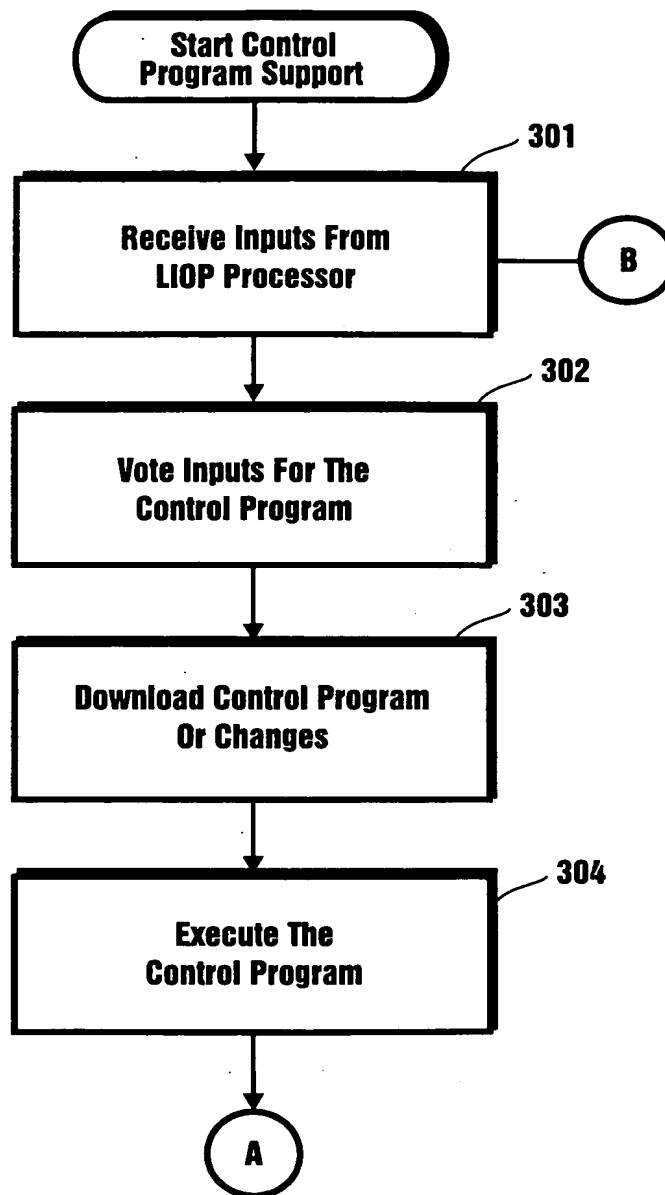 Start Control
Program Support
301
Receive Inputs From
LIOP Processor
B
302
Vote Inputs For The
Control Program
303
Download Control Program
Or Changes
304
Execute The
Control Program
A